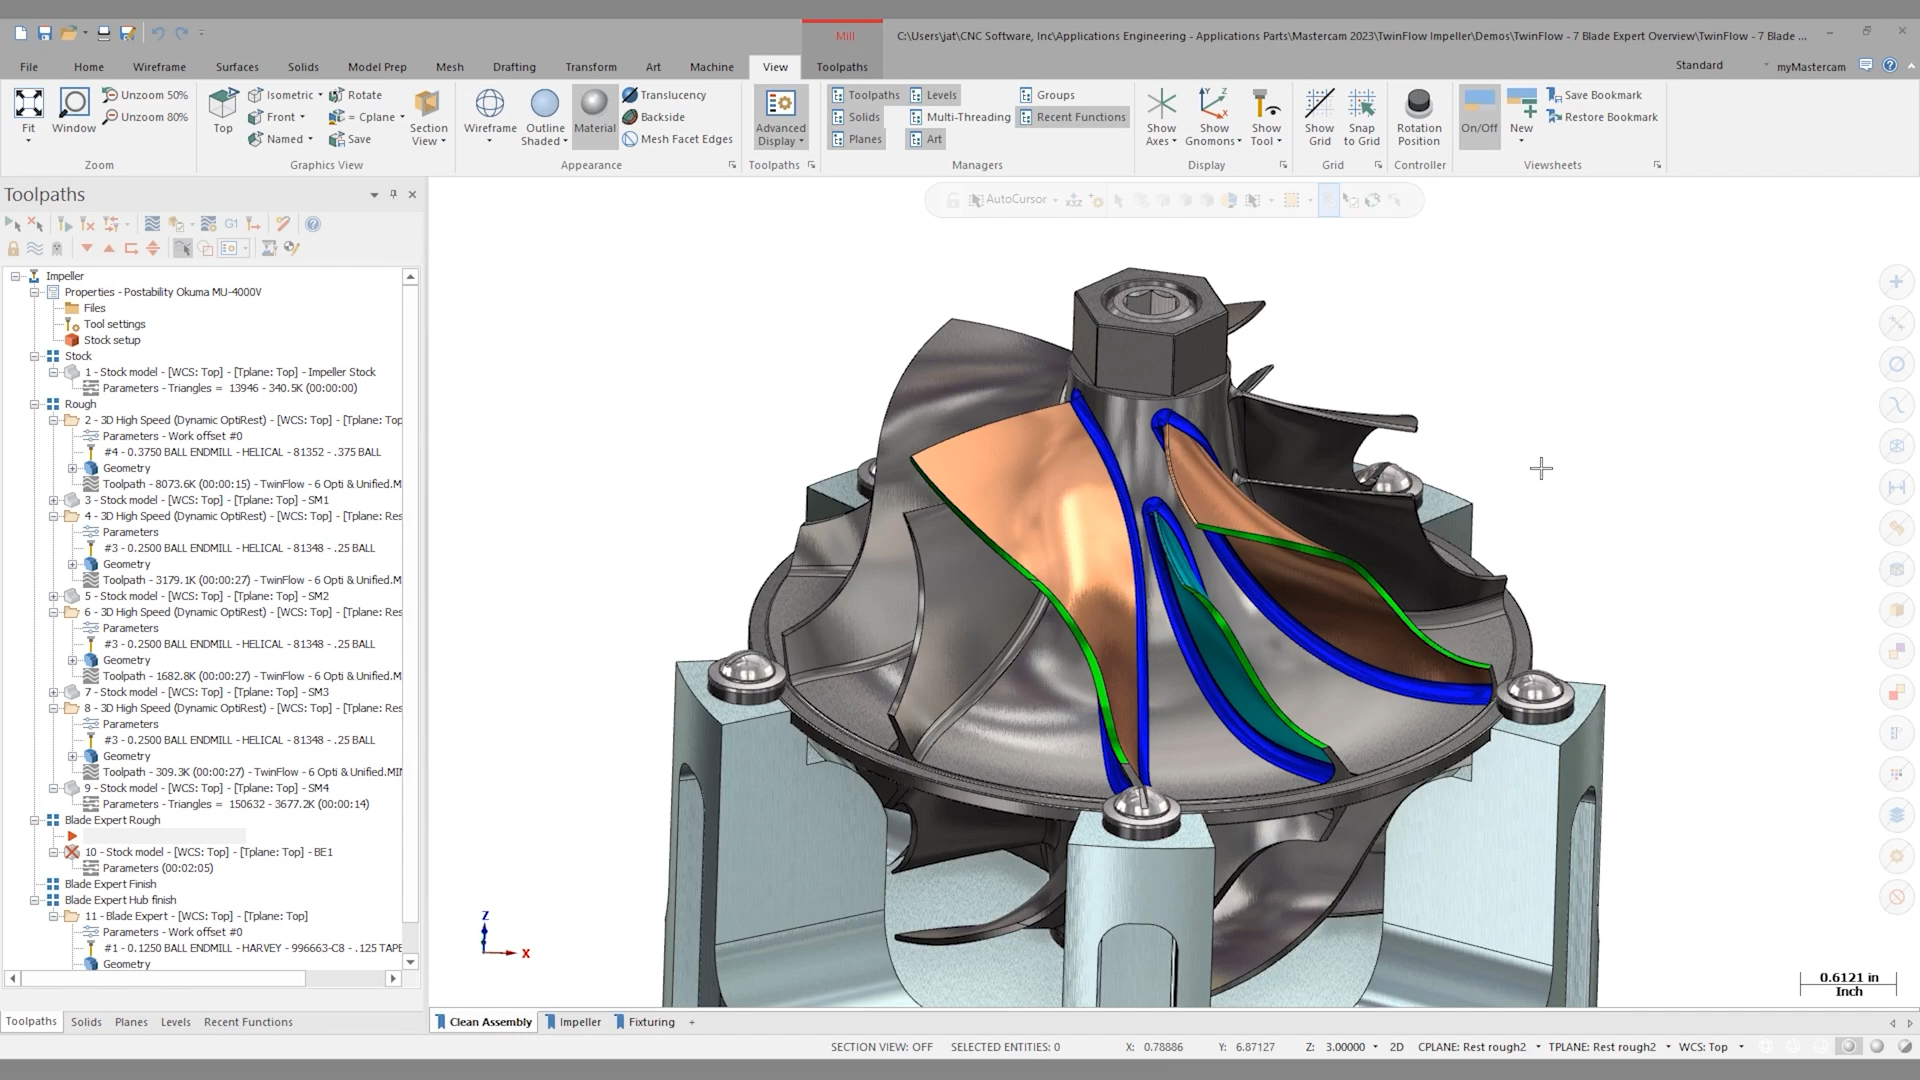 Mill
C:\Users\jat\CNC Software, Inc\Applications Engineering - Applications Parts\Mastercam 2023\TwinFlow Impeller\Demos\TwinFlow - 7 Blade Expert Overview\TwinFlow - 7 Blade ...
File Home Wireframe Surfaces Solids Model Prep Mesh Drafting Transform Art Machine View Toolpaths
Standard myMastercam
Fit
Window
Unzoom 50%
Unzoom 80%
Zoom
Top
Isometric
Front
Named
Rotate
= Cplane
Save
Section View
Graphics View
Wireframe
Outline Shaded
Material
Translucency
Backside
Mesh Facet Edges
Appearance
Advanced Display
Toolpaths
Toolpaths
Solids
Planes
Levels
Multi-Threading
Art
Groups
Recent Functions
Managers
Show Axes
Show Gnomons
Show Tool
Display
Show Grid
Snap to Grid
Grid
Rotation Position
Controller
On/Off
New
Save Bookmark
Restore Bookmark
Viewsheets
Toolpaths
G1
AutoCursor
Impeller
Properties - Postability Okuma MU-4000V
Files
Tool settings
Stock setup
Stock
1 - Stock model - [WCS: Top] - [Tplane: Top] - Impeller Stock
Parameters - Triangles = 13946 - 340.5K (00:00:00)
Rough
2 - 3D High Speed (Dynamic OptiRest) - [WCS: Top] - [Tplane: Top
Parameters - Work offset #0
#4 - 0.3750 BALL ENDMILL - HELICAL - 81352 - .375 BALL
Geometry
Toolpath - 8073.6K (00:00:15) - TwinFlow - 6 Opti & Unified.M
3 - Stock model - [WCS: Top] - [Tplane: Top] - SM1
4 - 3D High Speed (Dynamic OptiRest) - [WCS: Top] - [Tplane: Res
Parameters
#3 - 0.2500 BALL ENDMILL - HELICAL - 81348 - .25 BALL
Geometry
Toolpath - 3179.1K (00:00:27) - TwinFlow - 6 Opti & Unified.M
5 - Stock model - [WCS: Top] - [Tplane: Top] - SM2
6 - 3D High Speed (Dynamic OptiRest) - [WCS: Top] - [Tplane: Res
Parameters
#3 - 0.2500 BALL ENDMILL - HELICAL - 81348 - .25 BALL
Geometry
Toolpath - 1682.8K (00:00:27) - TwinFlow - 6 Opti & Unified.M
7 - Stock model - [WCS: Top] - [Tplane: Top] - SM3
8 - 3D High Speed (Dynamic OptiRest) - [WCS: Top] - [Tplane: Res
Parameters
#3 - 0.2500 BALL ENDMILL - HELICAL - 81348 - .25 BALL
Geometry
Toolpath - 309.3K (00:00:27) - TwinFlow - 6 Opti & Unified.MIN
9 - Stock model - [WCS: Top] - [Tplane: Top] - SM4
Parameters - Triangles = 150632 - 3677.2K (00:00:14)
Blade Expert Rough
10 - Stock model - [WCS: Top] - [Tplane: Top] - BE1
Parameters (00:02:05)
Blade Expert Finish
Blade Expert Hub finish
11 - Blade Expert - [WCS: Top] - [Tplane: Top]
Parameters - Work offset #0
#1 - 0.1250 BALL ENDMILL - HARVEY - 996663-C8 - .125 TAPE
Geometry
Z
X
0.6121 in
Inch
Toolpaths Solids Planes Levels Recent Functions
Clean Assembly Impeller Fixturing +
SECTION VIEW: OFF SELECTED ENTITIES: 0 X: 0.78886 Y: 6.87127 Z: 3.00000 2D CPLANE: Rest rough2 TPLANE: Rest rough2 WCS: Top